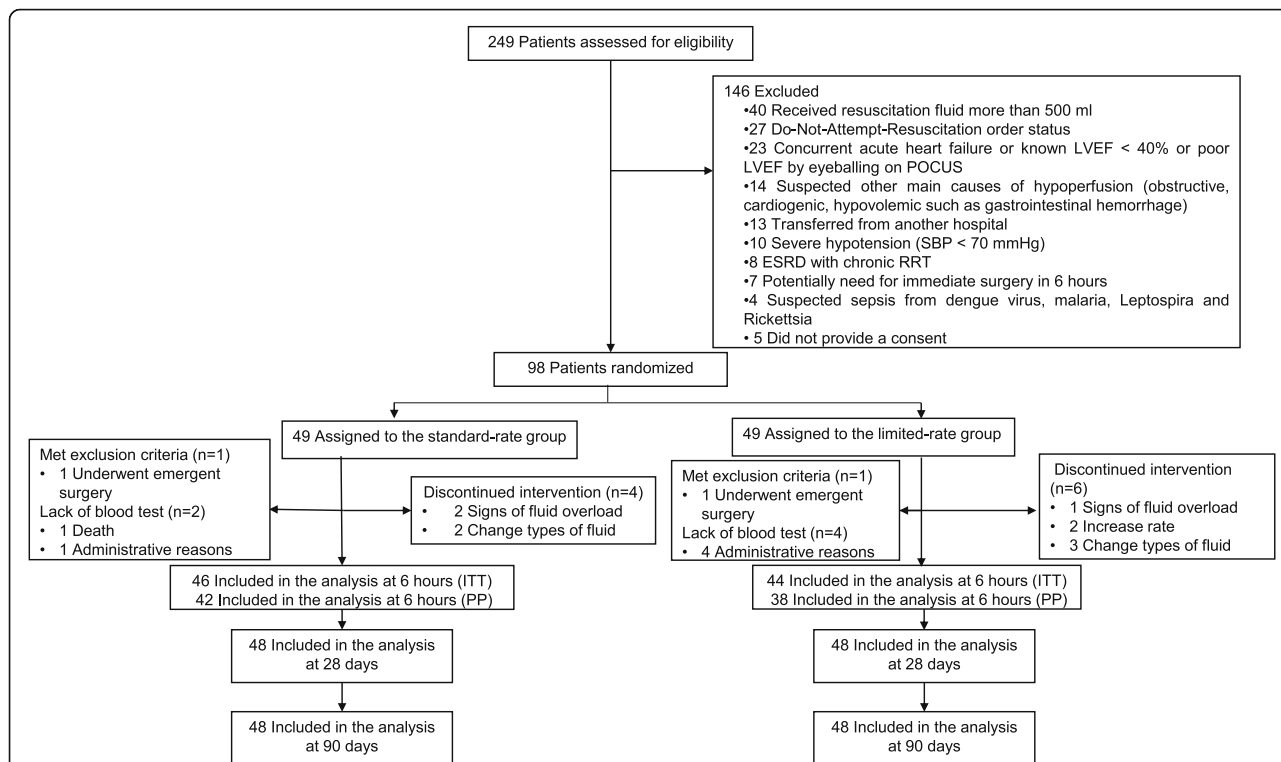 249 Patients assessed for eligibility
146 Excluded
•40 Received resuscitation fluid more than 500 ml
•27 Do-Not-Attempt-Resuscitation order status
•23 Concurrent acute heart failure or known LVEF < 40% or poor
LVEF by eyeballing on POCUS
•14 Suspected other main causes of hypoperfusion (obstructive,
cardiogenic, hypovolemic such as gastrointestinal hemorrhage)
•13 Transferred from another hospital
•10 Severe hypotension (SBP < 70 mmHg)
•8 ESRD with chronic RRT
•7 Potentially need for immediate surgery in 6 hours
•4 Suspected sepsis from dengue virus, malaria, Leptospira and
Rickettsia
• 5 Did not provide a consent
98 Patients randomized
49 Assigned to the standard-rate group
49 Assigned to the limited-rate group
Met exclusion criteria (n=1)
• 1 Underwent emergent
surgery
Lack of blood test (n=2)
• 1 Death
• 1 Administrative reasons
Discontinued intervention (n=4)
• 2 Signs of fluid overload
• 2 Change types of fluid
Met exclusion criteria (n=1)
• 1 Underwent emergent
surgery
Lack of blood test (n=4)
• 4 Administrative reasons
Discontinued intervention
(n=6)
• 1 Signs of fluid overload
• 2 Increase rate
• 3 Change types of fluid
46 Included in the analysis at 6 hours (ITT)
42 Included in the analysis at 6 hours (PP)
44 Included in the analysis at 6 hours (ITT)
38 Included in the analysis at 6 hours (PP)
48 Included in the analysis
at 28 days
48 Included in the analysis
at 28 days
48 Included in the analysis
at 90 days
48 Included in the analysis
at 90 days